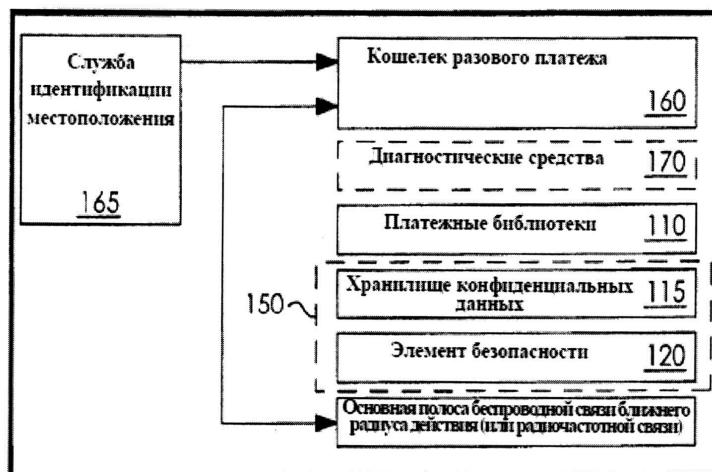 Служба
идентификации
местоположения
165
Кошелек разового платежа
160
Диагностические средства
170
Платежные библиотеки
110
150
Хранилище конфиденциальных
данных
115
Элемент безопасности
120
Основная полоса беспроводной связи ближнего
радиуса действия (или радиочастотной связи)